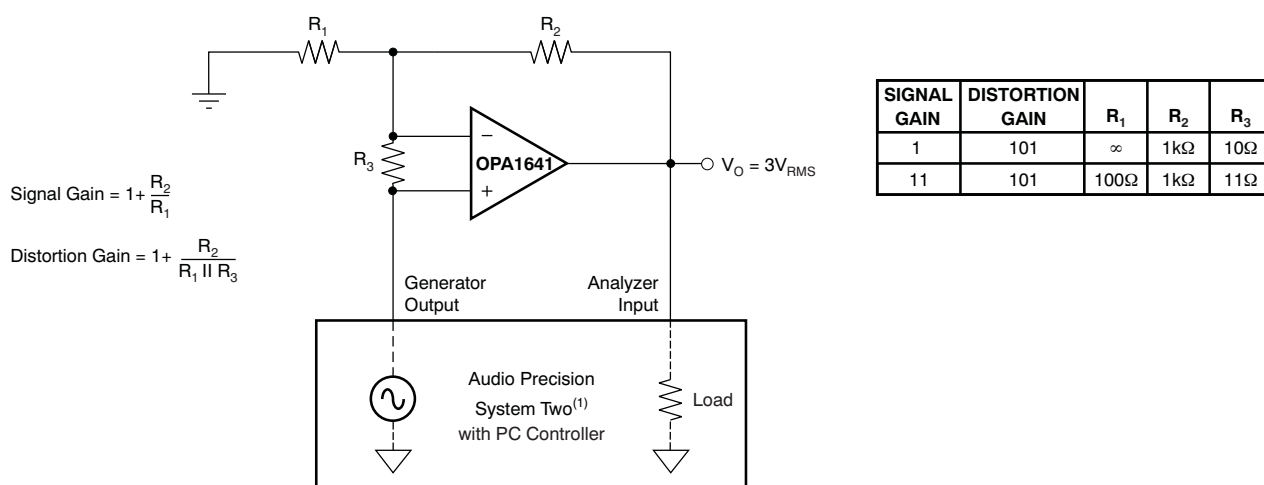 R₁
R₂
R₃
−
+
OPA1641
V_O = 3V_RMS
Signal Gain = 1+ R₂/R₁
Distortion Gain = 1+ R₂/(R₁ II R₃)
Generator Output
Analyzer Input
Audio Precision
System Two(1)
with PC Controller
Load
SIGNAL GAIN DISTORTION GAIN R₁ R₂ R₃
1 101 ∞ 1kΩ 10Ω
11 101 100Ω 1kΩ 11Ω